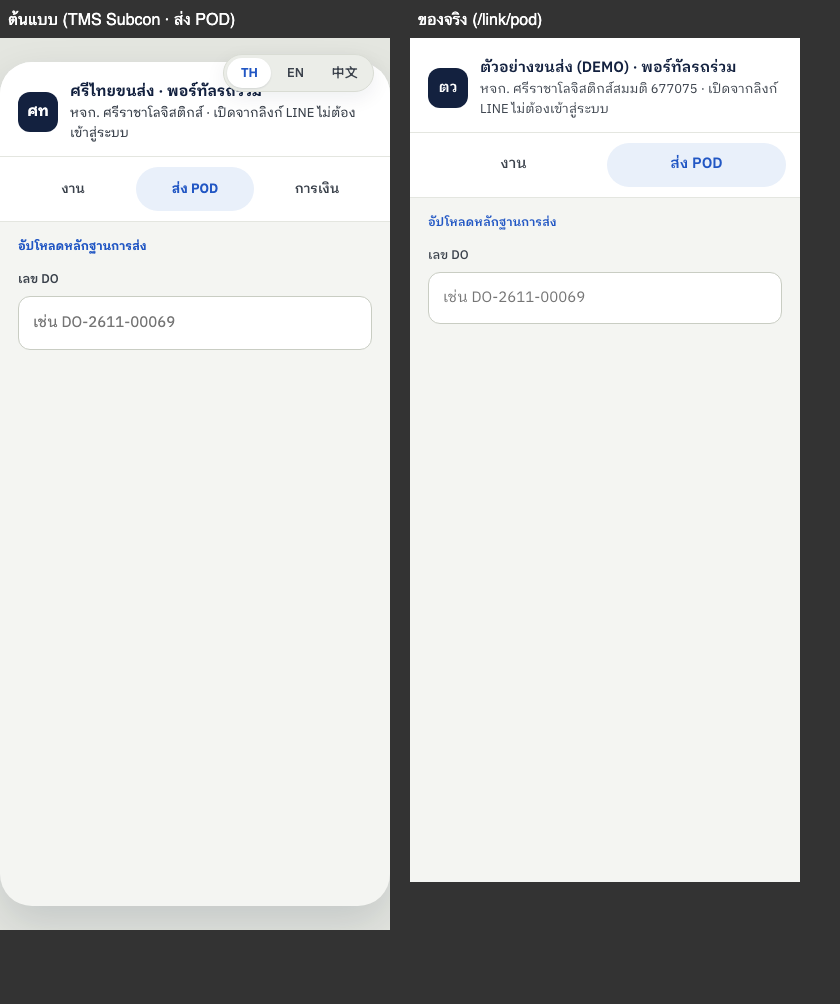 ต้นแบบ (TMS Subcon · ส่ง POD)
TH EN 中文
ศท
ศรีไทยขนส่ง · พอร์ทัลรถร่วม
หจก. ศรีราชาโลจิสติกส์ · เปิดจากลิงก์ LINE ไม่ต้อง
เข้าสู่ระบบ
งาน ส่ง POD การเงิน
อัปโหลดหลักฐานการส่ง
เลข DO
เช่น DO-2611-00069
ของจริง (/link/pod)
ตว
ตัวอย่างขนส่ง (DEMO) · พอร์ทัลรถร่วม
หจก. ศรีราชาโลจิสติกส์สมมติ 677075 · เปิดจากลิงก์
LINE ไม่ต้องเข้าสู่ระบบ
งาน ส่ง POD
อัปโหลดหลักฐานการส่ง
เลข DO
เช่น DO-2611-00069